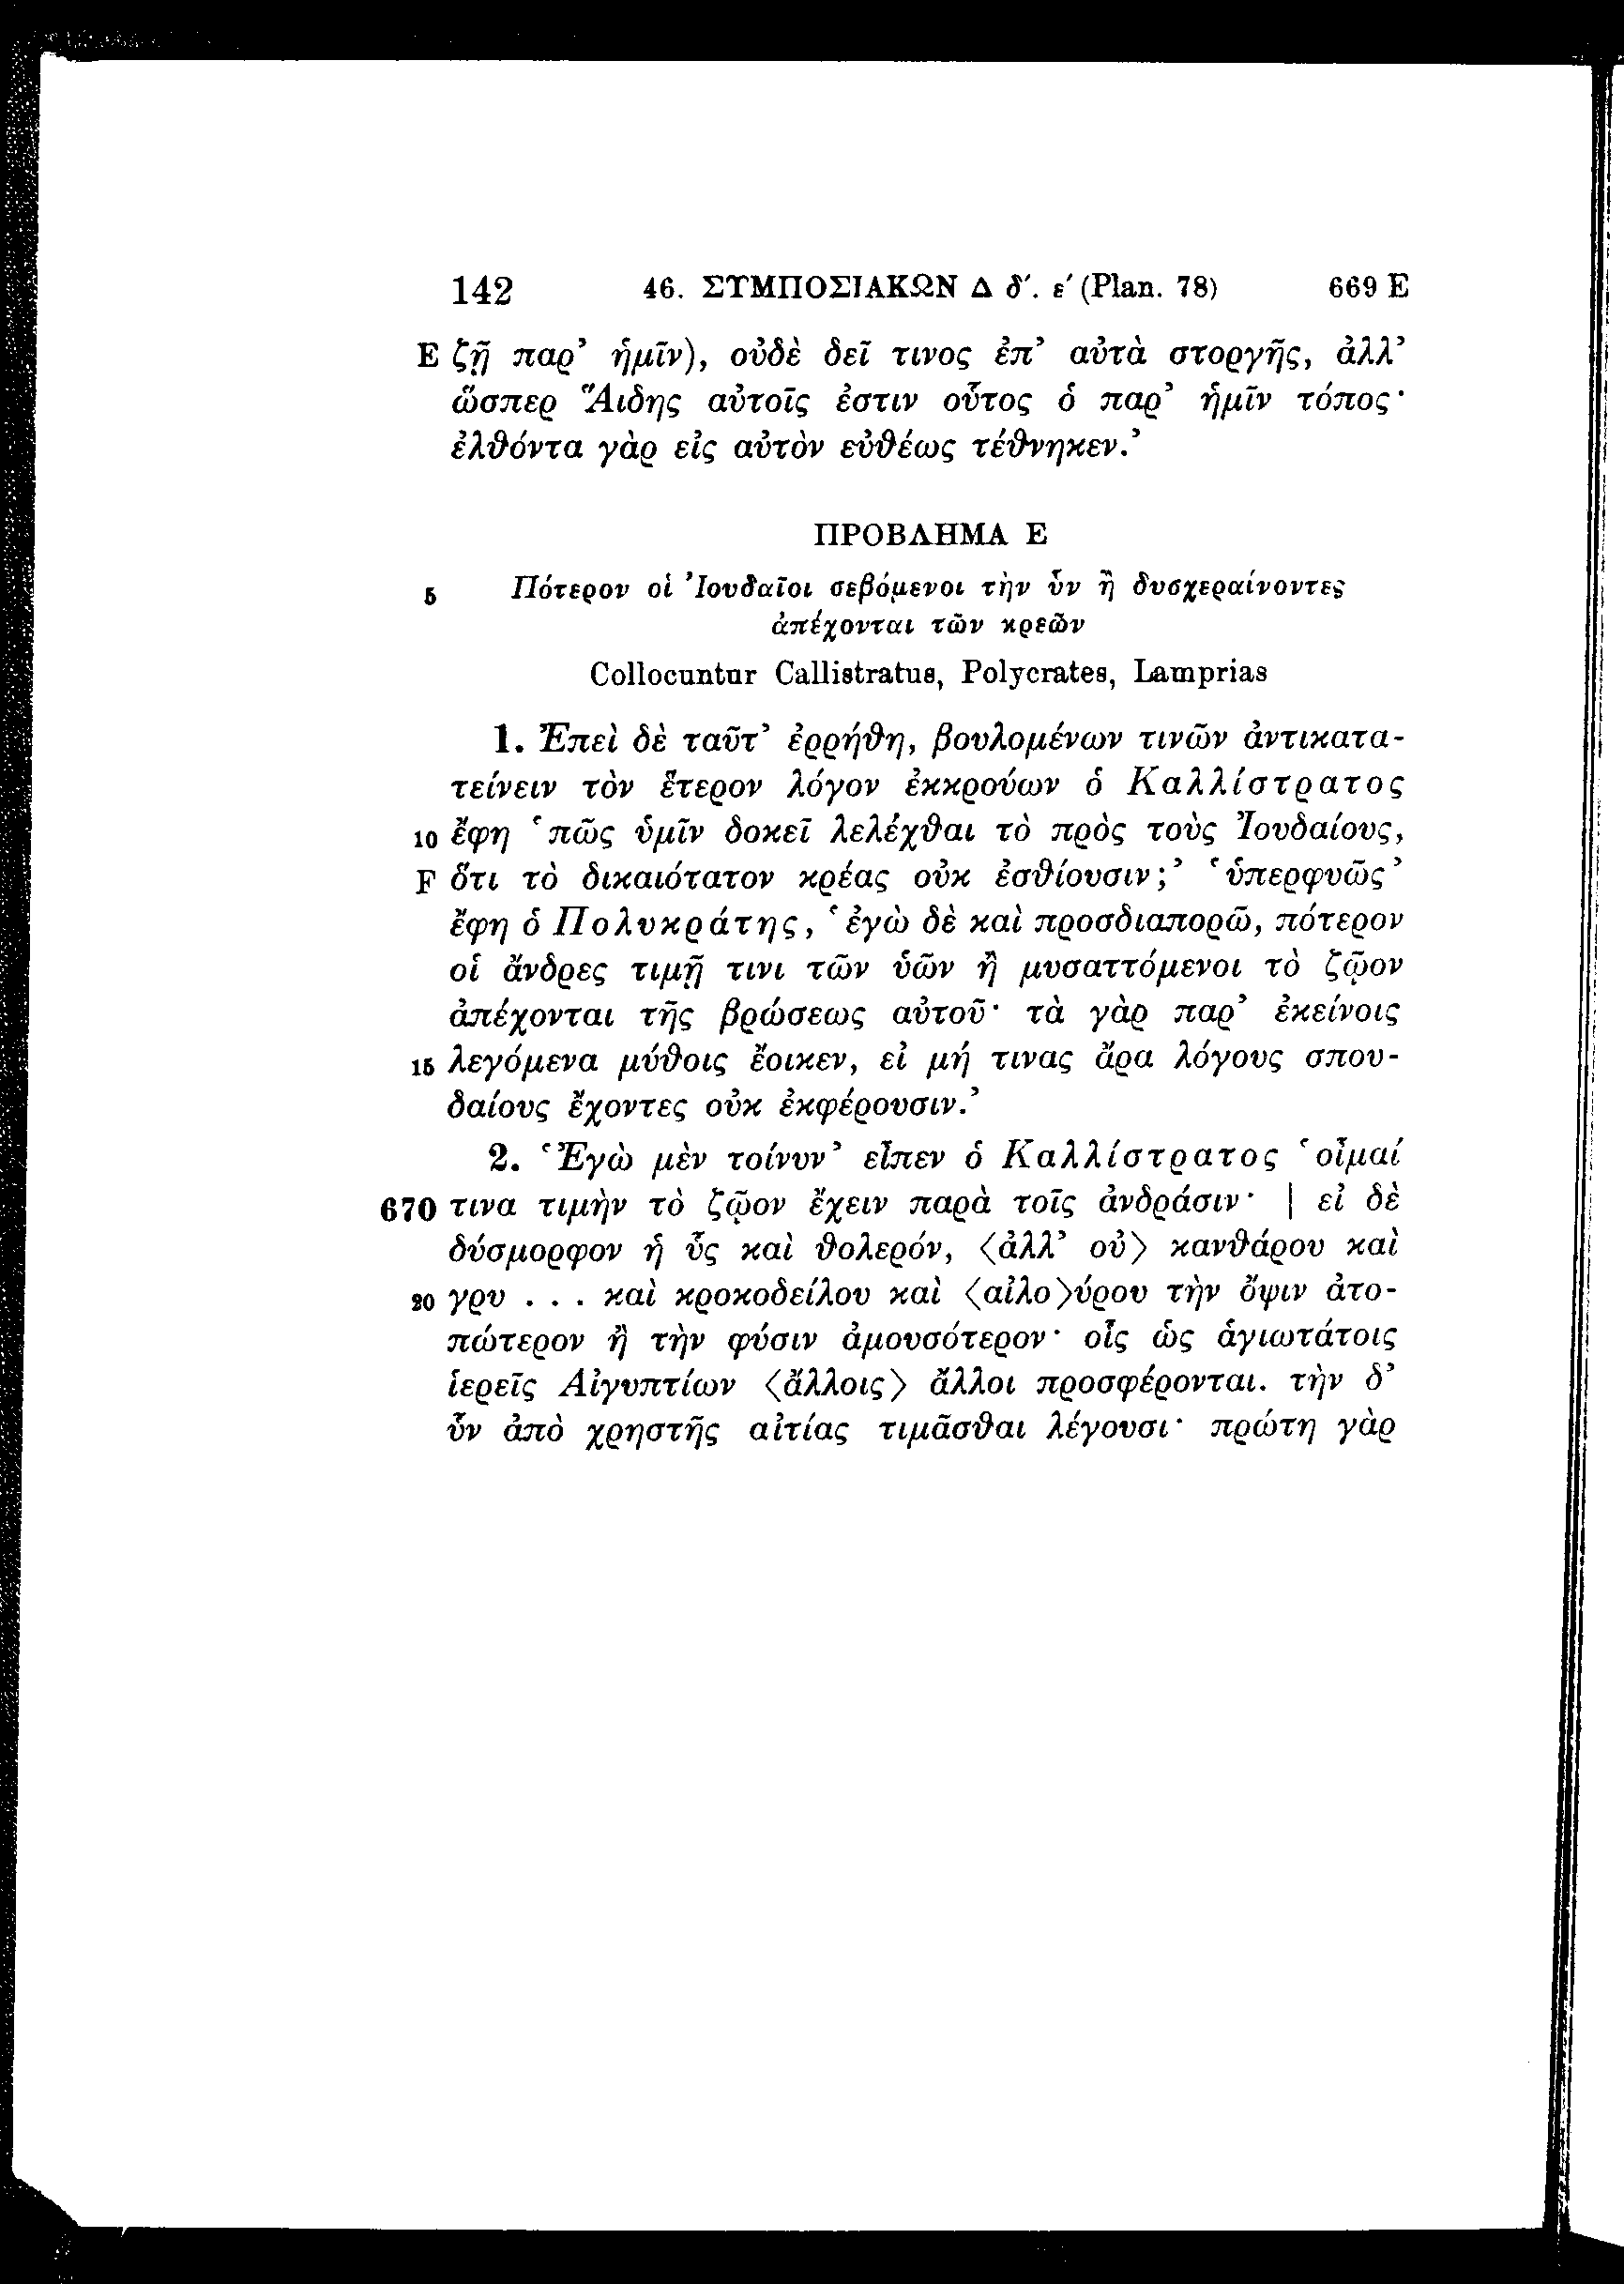 142 46. ΣΥΜΠΟΣΙΑΚΩΝ Δ δ´. ε´ (Plan. 78) 669 E
E ζῇ παρ’ ἡμῖν), οὐδὲ δεῖ τινος ἐπ’ αὐτὰ στοργῆς, ἀλλ’
ὥσπερ Ἅιδης αὐτοῖς ἐστιν οὗτος ὁ παρ’ ἡμῖν τόπος·
ἐλθόντα γὰρ εἰς αὐτὸν εὐθέως τέθνηκεν.’
ΠΡΟΒΛΗΜΑ Ε
5 Πότερον οἱ Ἰουδαῖοι σεβόμενοι τὴν ὗν ἢ δυσχεραίνοντες
ἀπέχονται τῶν κρεῶν
Collocuntur Callistratus, Polycrates, Lamprias
1. Ἐπεὶ δὲ ταῦτ’ ἐρρήθη, βουλομένων τινῶν ἀντικατα-
τείνειν τὸν ἕτερον λόγον ἐκκρούων ὁ Καλλίστρατος
10 ἔφη ‘πῶς ὑμῖν δοκεῖ λελέχθαι τὸ πρὸς τοὺς Ἰουδαίους,
F ὅτι τὸ δικαιότατον κρέας οὐκ ἐσθίουσιν;’ ‘ὑπερφυῶς’
ἔφη ὁ Πολυκράτης, ‘ἐγὼ δὲ καὶ προσδιαπορῶ, πότερον
οἱ ἄνδρες τιμῇ τινι τῶν ὑῶν ἢ μυσαττόμενοι τὸ ζῷον
ἀπέχονται τῆς βρώσεως αὐτοῦ· τὰ γὰρ παρ’ ἐκείνοις
15 λεγόμενα μύθοις ἔοικεν, εἰ μή τινας ἄρα λόγους σπου-
δαίους ἔχοντες οὐκ ἐκφέρουσιν.’
2. ‘Ἐγὼ μὲν τοίνυν’ εἶπεν ὁ Καλλίστρατος ‘οἶμαί
670 τινα τιμὴν τὸ ζῷον ἔχειν παρὰ τοῖς ἀνδράσιν· | εἰ δὲ
δύσμορφον ἡ ὗς καὶ θολερόν, 〈ἀλλ’ οὐ〉 κανθάρου καὶ
20 γρυ . . . καὶ κροκοδείλου καὶ 〈αἰλο〉ύρου τὴν ὄψιν ἀτο-
πώτερον ἢ τὴν φύσιν ἀμουσότερον· οἷς ὡς ἁγιωτάτοις
ἱερεῖς Αἰγυπτίων 〈ἄλλοις〉 ἄλλοι προσφέρονται. τὴν δ’
ὗν ἀπὸ χρηστῆς αἰτίας τιμᾶσθαι λέγουσι· πρώτη γὰρ